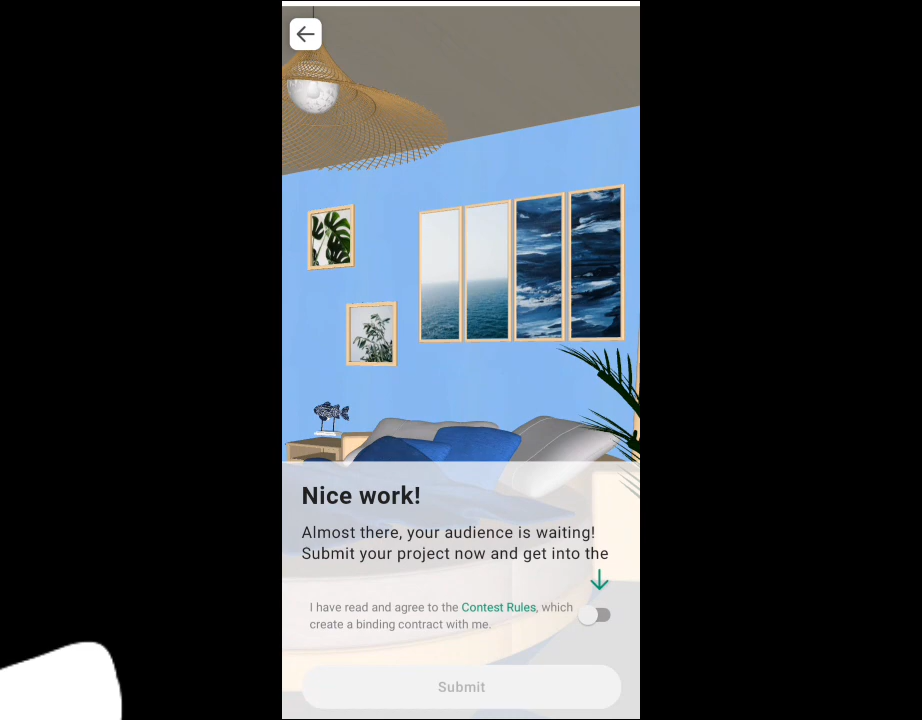 Nice work!
Almost there, your audience is waiting!
Submit your project now and get into the
I have read and agree to the Contest Rules, which
create a binding contract with me.
Submit